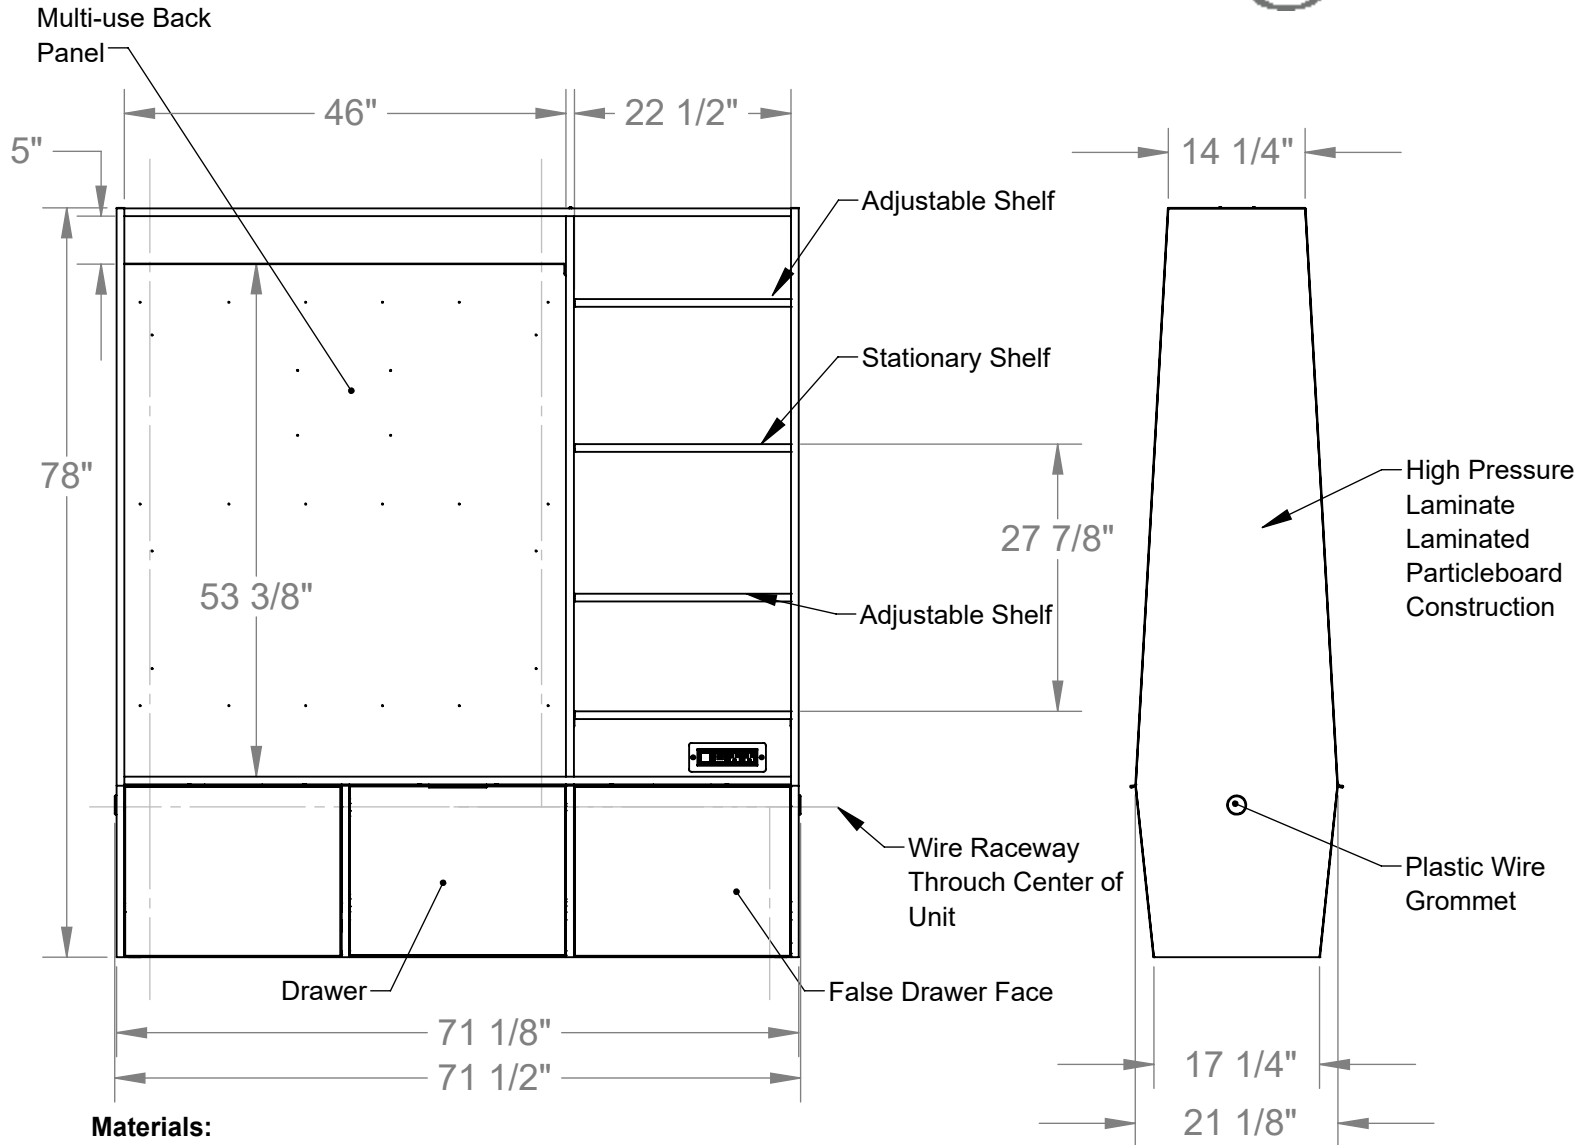 Multi-use Back
Panel
46"
22 1/2"
5"
14 1/4"
Adjustable Shelf
Stationary Shelf
78"
High Pressure
Laminate
Laminated
Particleboard
Construction
27 7/8"
53 3/8"
Adjustable Shelf
Wire Raceway
Throuch Center of
Unit
Plastic Wire
Grommet
Drawer
False Drawer Face
71 1/8"
71 1/2"
17 1/4"
21 1/8"
Materials: